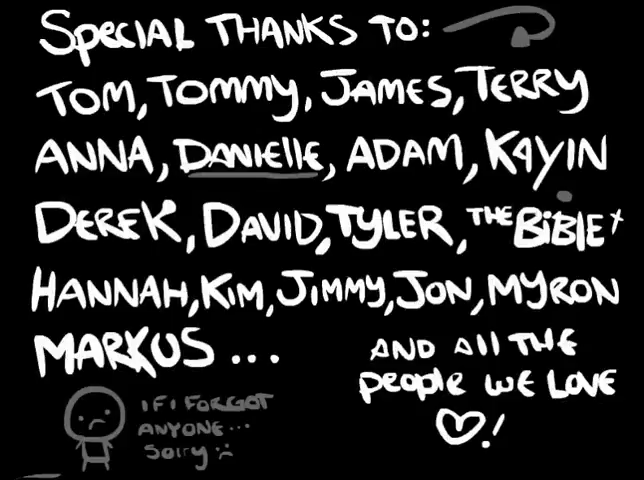 SPECIAL THANKS TO:
TOM, TOMMY, JAMES, TERRY
ANNA, DANIELLE, ADAM, KAYIN
DEREK, DAVID, TYLER, THE BiBLE
HANNAH, KIM, JIMMY, JON, MYRON
MARKUS ...
AND All THE
people WE LOVE
♡!
IF I FORGOT
ANYONE...
Sorry :(